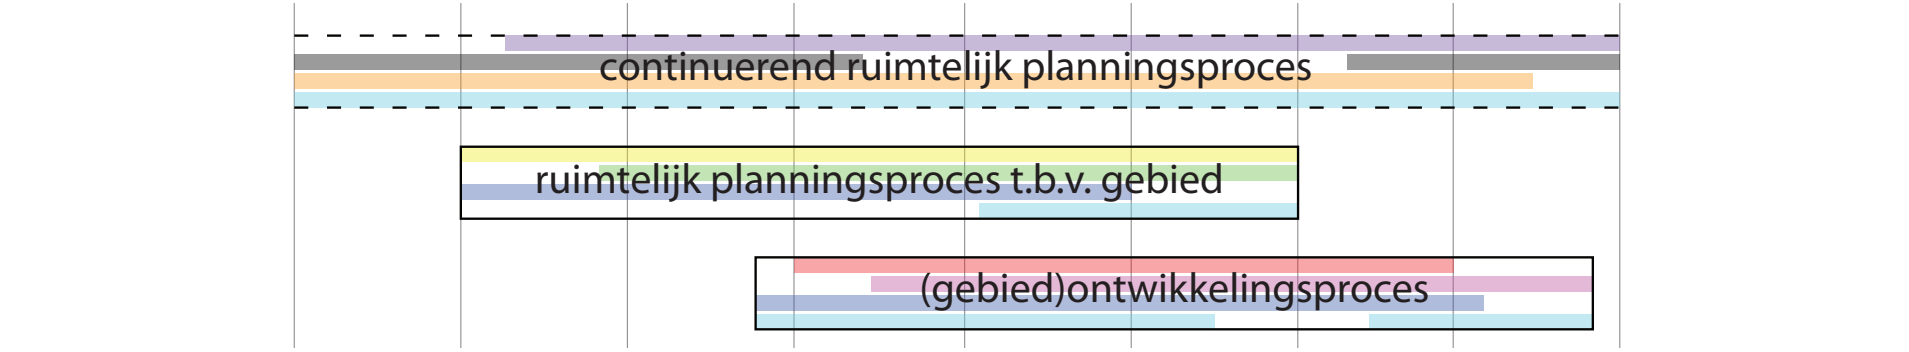 continuerend ruimtelijk planningsproces
ruimtelijk planningsproces t.b.v. gebied
(gebied)ontwikkelingsproces